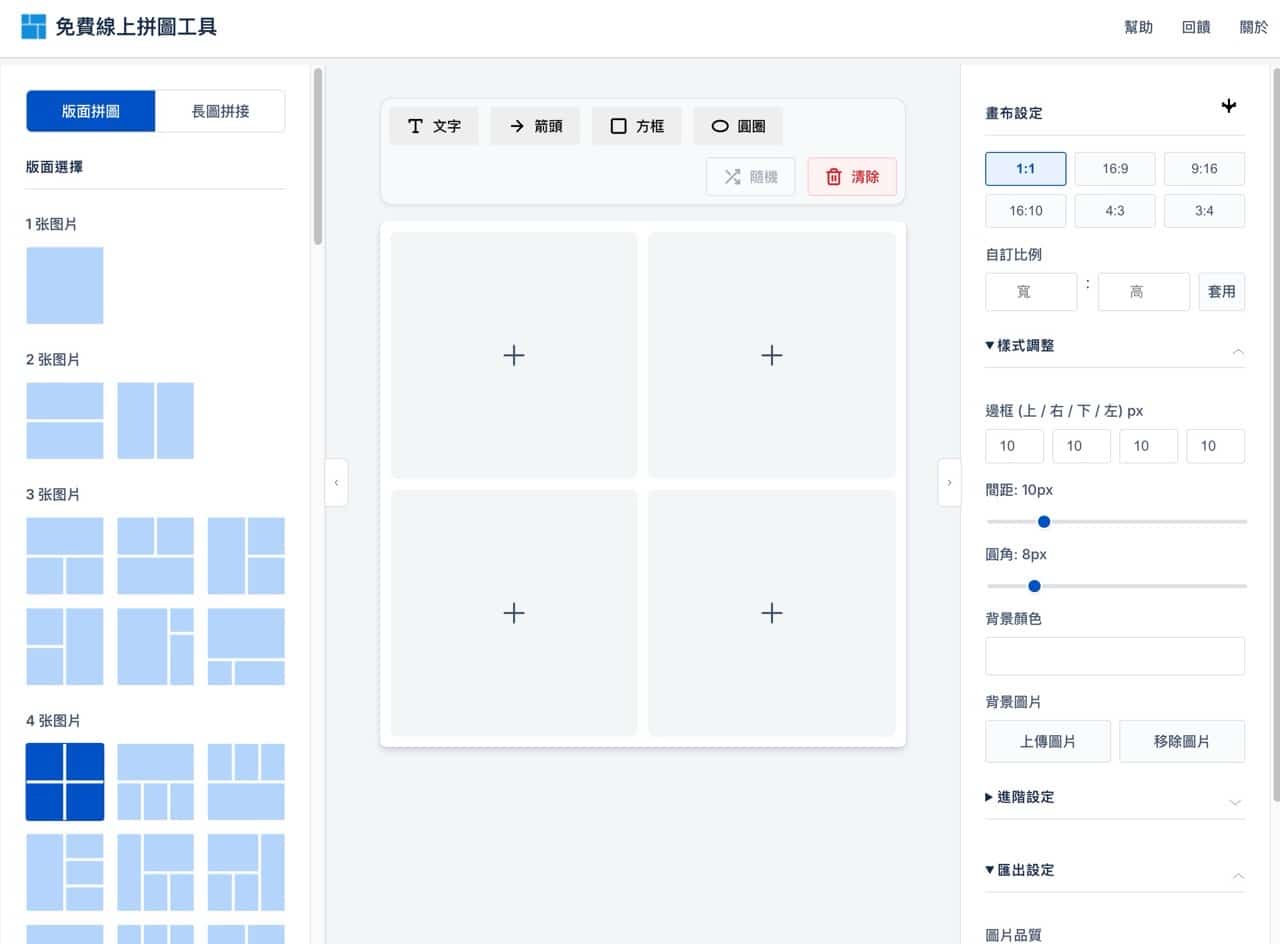 免費線上拼圖工具
幫助 回饋 關於
版面拼圖 長圖拼接
版面選擇
1 张图片
2 张图片
3 张图片
4 张图片
文字 箭頭 方框 圓圈
隨機 清除
畫布設定
1:1 16:9 9:16
16:10 4:3 3:4
自訂比例
寬 : 高 套用
樣式調整
邊框 (上 / 右 / 下 / 左) px
10 10 10 10
間距: 10px
圓角: 8px
背景顏色
背景圖片
上傳圖片 移除圖片
進階設定
匯出設定
圖片品質